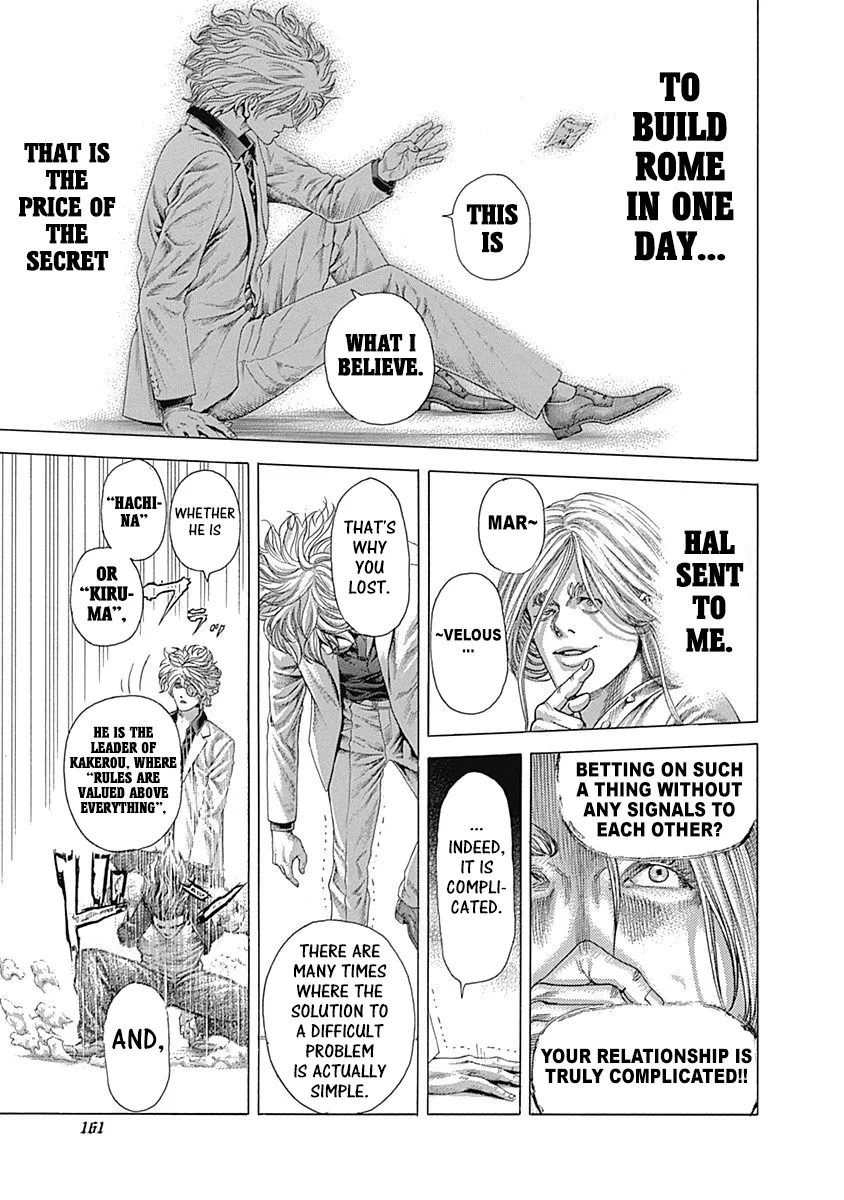 TO
BUILD
ROME
IN ONE
DAY...
THIS
IS
WHAT I
BELIEVE.
THAT IS
THE
PRICE OF
THE
SECRET
HAL
SENT
TO
ME.
MAR~
~VELOUS
...
BETTING ON SUCH
A THING WITHOUT
ANY SIGNALS TO
EACH OTHER?
YOUR RELATIONSHIP IS
TRULY COMPLICATED!!
...
INDEED,
IT IS
COMPLI-
CATED.
THAT'S
WHY
YOU
LOST.
THERE ARE
MANY TIMES
WHERE THE
SOLUTION TO
A DIFFICULT
PROBLEM
IS ACTUALLY
SIMPLE.
WHETHER
HE IS
"HACHI-
NA"
OR
"KIRU-
MA",
HE IS THE
LEADER OF
KAKEROU, WHERE
"RULES ARE
VALUED ABOVE
EVERYTHING",
AND,
161